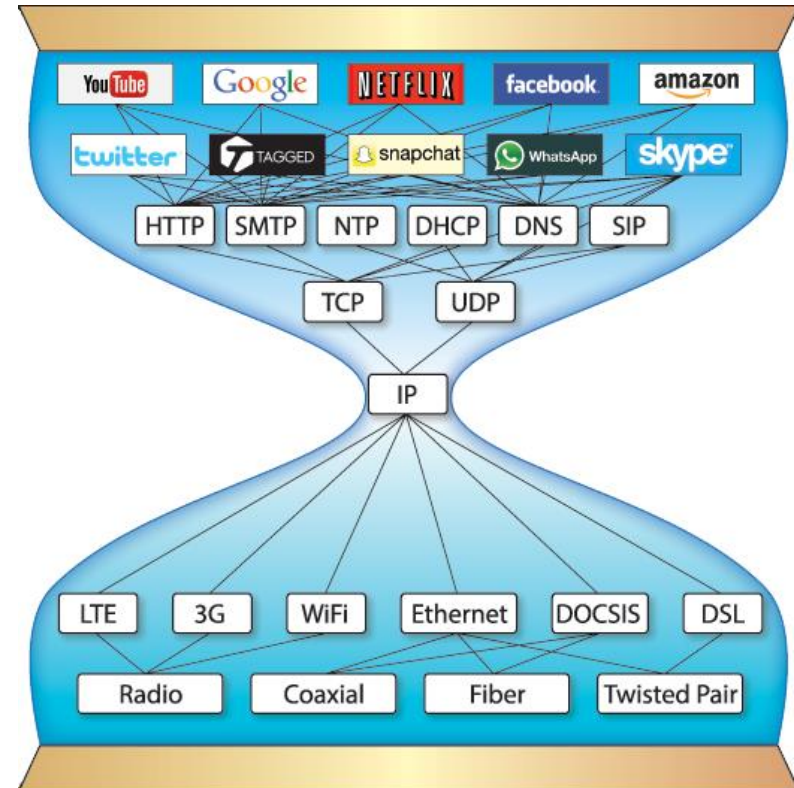 YouTube Google NETFLIX facebook amazon
twitter TAGGED snapchat WhatsApp skype
HTTP SMTP NTP DHCP DNS SIP
TCP UDP
IP
LTE 3G WiFi Ethernet DOCSIS DSL
Radio Coaxial Fiber Twisted Pair